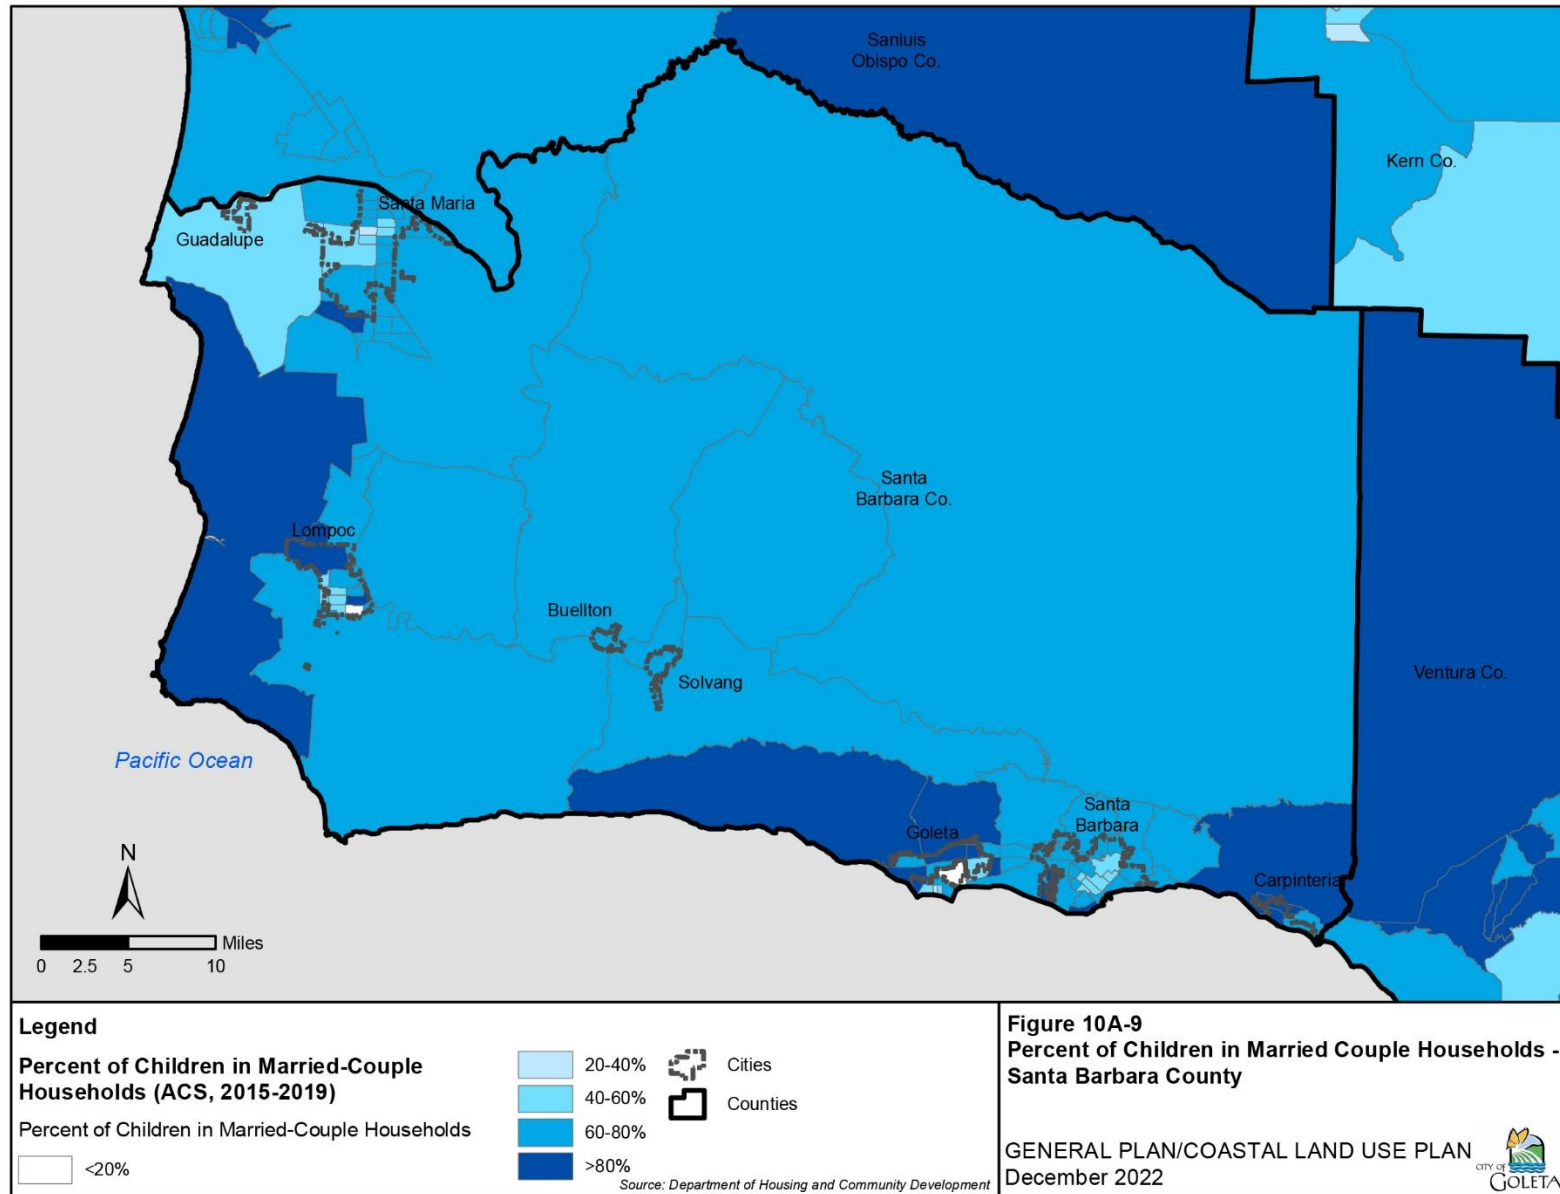 Sanluis
Obispo Co.
Kern Co.
Santa Maria
Guadalupe
Santa
Barbara Co.
Lompoc
Buellton
Solvang
Ventura Co.
Pacific Ocean
Santa
Barbara
Goleta
Carpinteria
N
Miles
0 2.5 5 10
Legend
Percent of Children in Married-Couple
Households (ACS, 2015-2019)
Percent of Children in Married-Couple Households
<20%
20-40%
40-60%
60-80%
>80%
Cities
Counties
Source: Department of Housing and Community Development
Figure 10A-9
Percent of Children in Married Couple Households -
Santa Barbara County
GENERAL PLAN/COASTAL LAND USE PLAN
December 2022
CITY OF
GOLETA